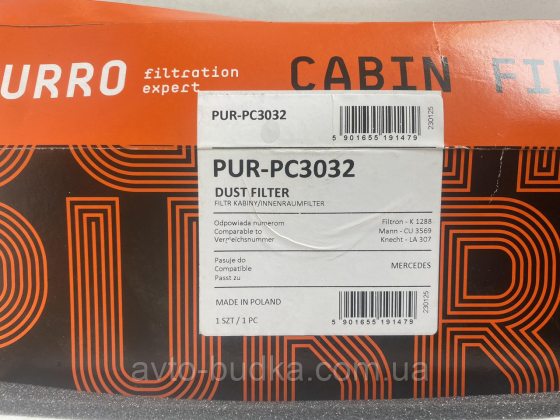 URRO filtration expert CABIN FI
PUR-PC3032
5 901655 191479
230125
PUR-PC3032
DUST FILTER
FILTR KABINY/INNENRAUMFILTER
Odpowiada numerom Filtron - K 1288
Comparable to Mann - CU 3569
Vergleichsnummer Knecht - LA 307
Pasuje do
Compatible MERCEDES
Passt zu
MADE IN POLAND
1 SZT / 1 PC
5 901655 191479
230125
PURR
avto-budka.com.ua